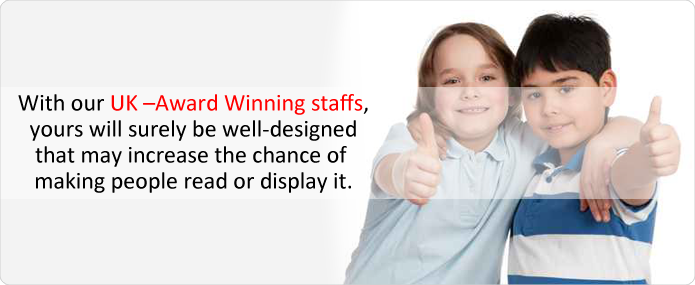 With our UK –Award Winning staffs,
yours will surely be well-designed
that may increase the chance of
making people read or display it.